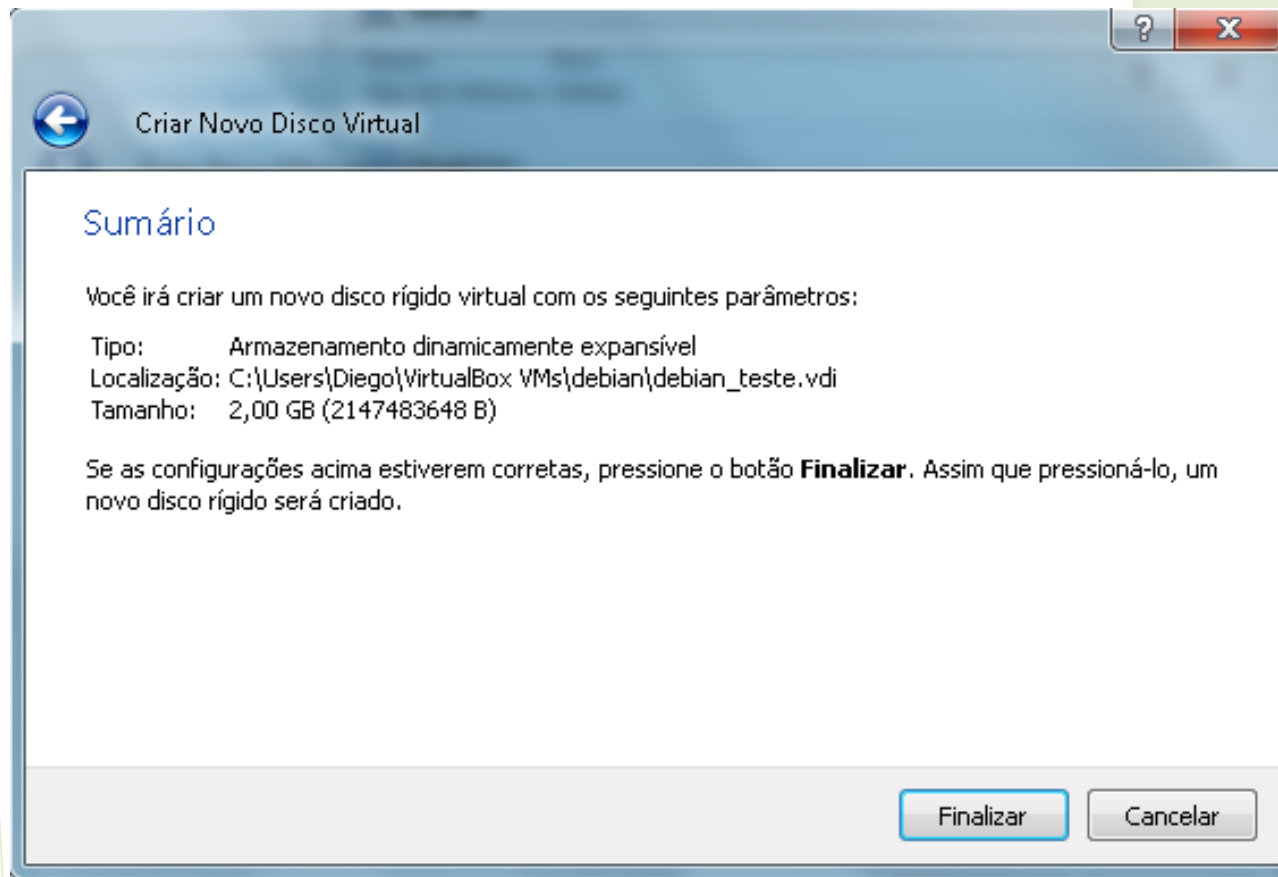 Criar Novo Disco Virtual
Sumário
Você irá criar um novo disco rígido virtual com os seguintes parâmetros:
Tipo: Armazenamento dinamicamente expansível
Localização: C:\Users\Diego\VirtualBox VMs\debian\debian_teste.vdi
Tamanho: 2,00 GB (2147483648 B)
Se as configurações acima estiverem corretas, pressione o botão Finalizar. Assim que pressioná-lo, um
novo disco rígido será criado.
Finalizar Cancelar